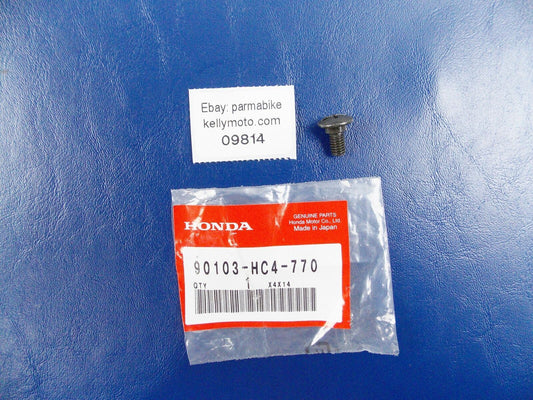 Ebay: parmabike
kellymoto.com
09814
HONDA
GENUINE PARTS
Honda Motor Co., Ltd.
Made in Japan
90103-HC4-770
QTY 1 X4X14